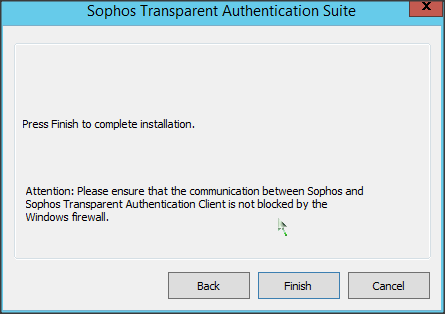 Sophos Transparent Authentication Suite
x
Press Finish to complete installation.
Attention: Please ensure that the communication between Sophos and
Sophos Transparent Authentication Client is not blocked by the
Windows firewall.
Back
Finish
Cancel